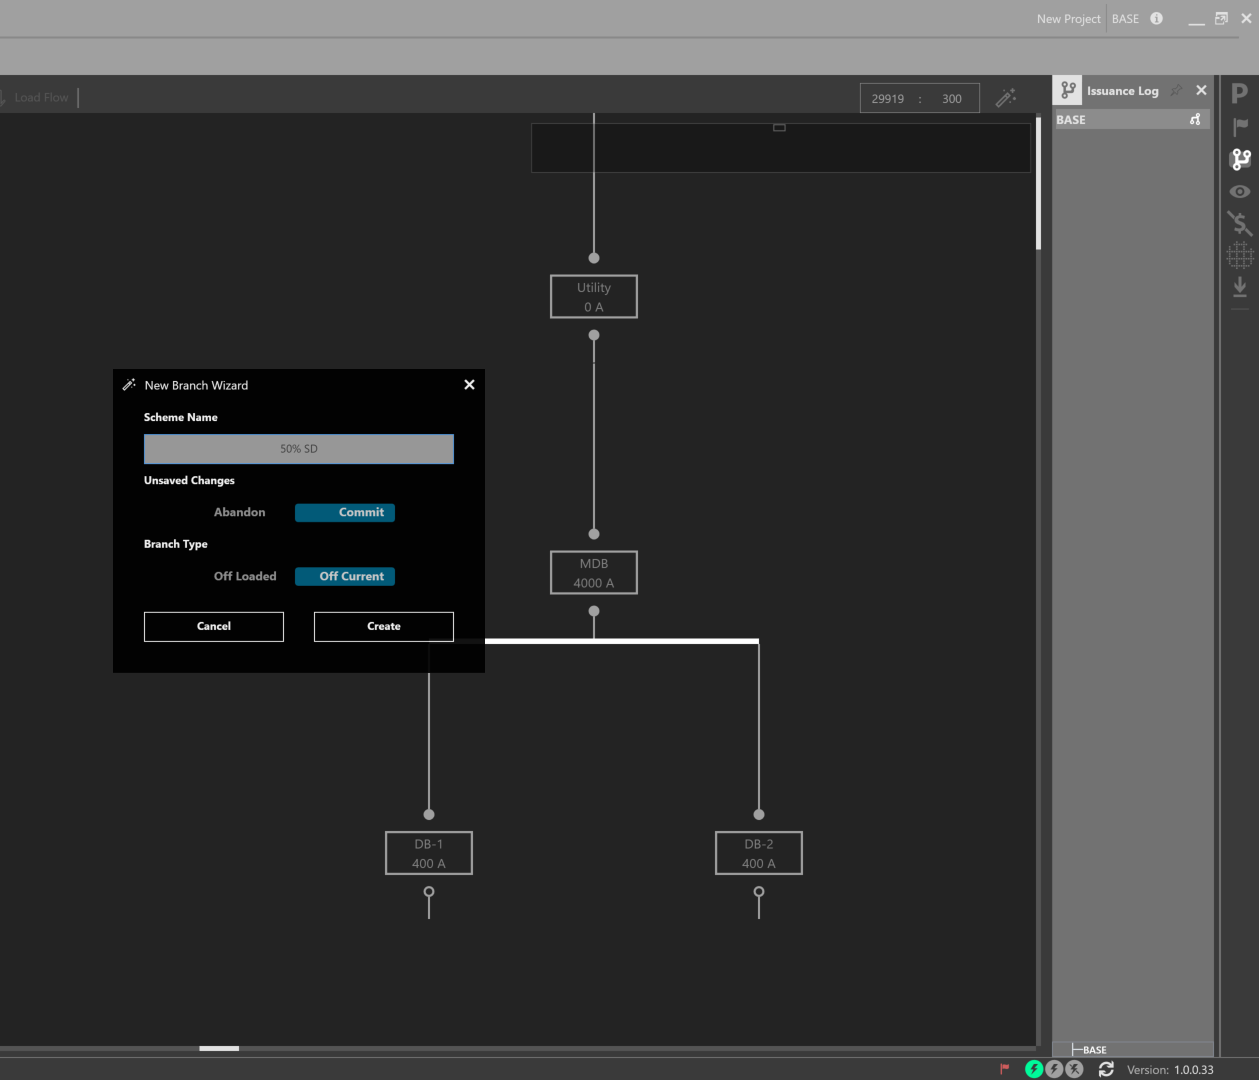 New Project BASE
Load Flow
29919 : 300
Issuance Log
BASE
P
Utility
0 A
New Branch Wizard
Scheme Name
50% SD
Unsaved Changes
Abandon Commit
Branch Type
Off Loaded Off Current
Cancel Create
MDB
4000 A
DB-1
400 A
DB-2
400 A
BASE
Version: 1.0.0.33